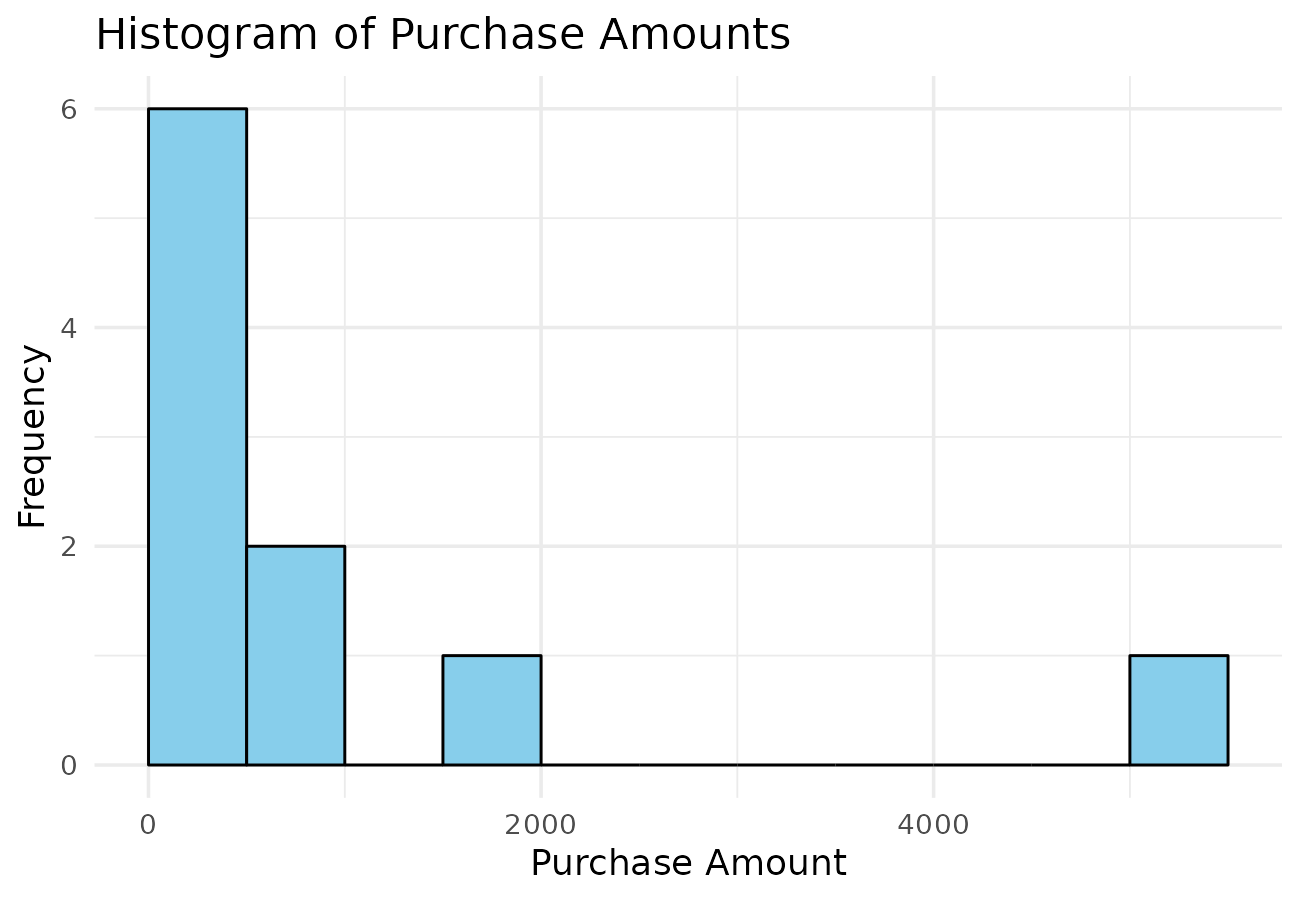 Histogram of Purchase Amounts
6
4
2
0
Frequency
0 2000 4000
Purchase Amount